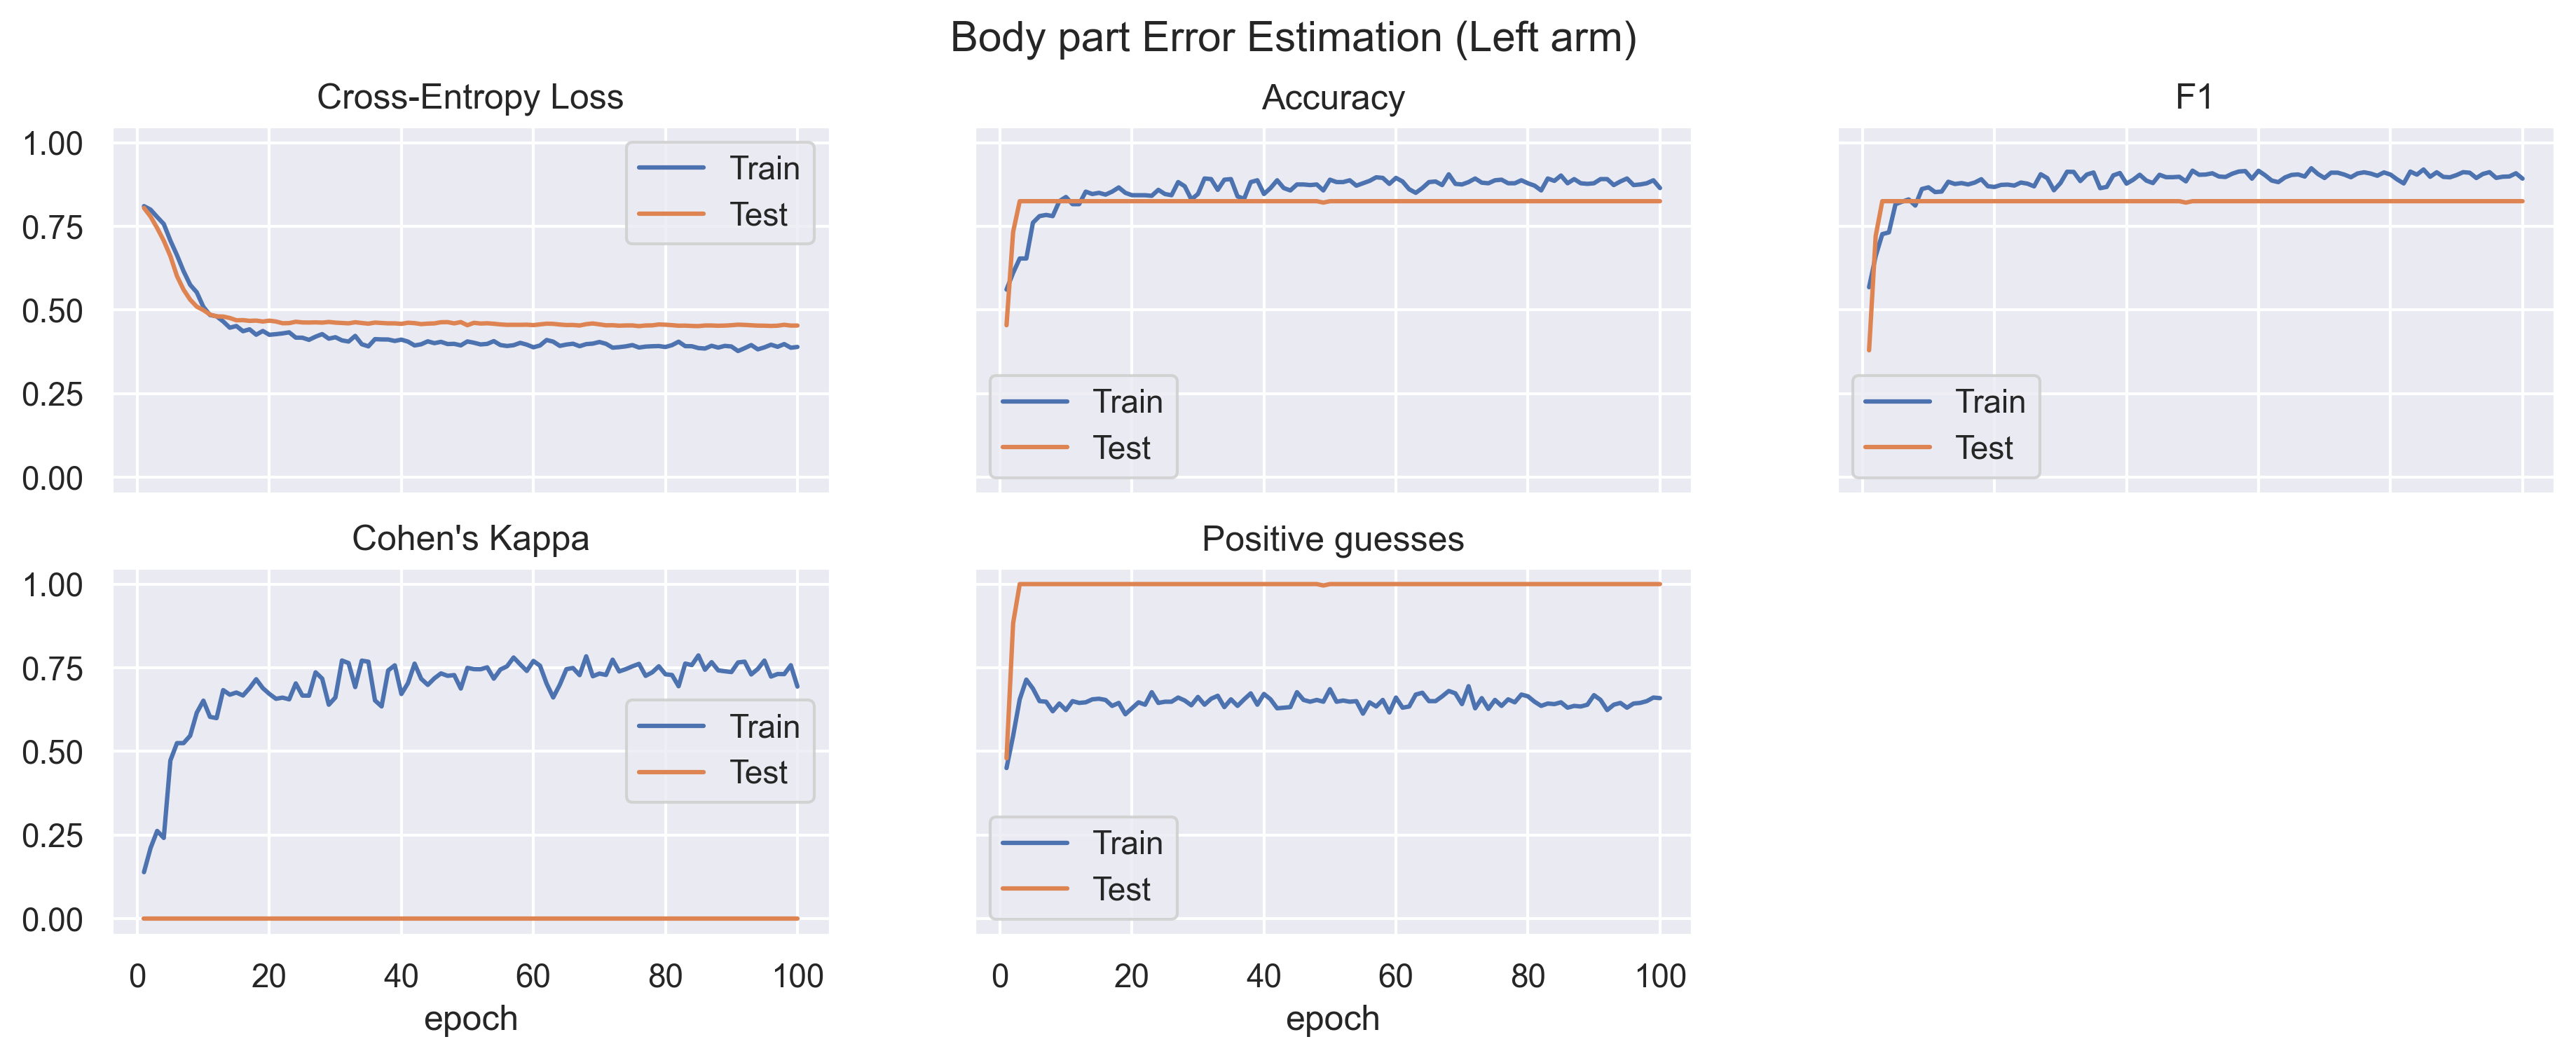 Body part Error Estimation (Left arm)
Cross-Entropy Loss
Accuracy
F1
1.00
0.75
0.50
0.25
0.00
Train
Test
Train
Test
Train
Test
Cohen's Kappa
Positive guesses
1.00
0.75
0.50
0.25
0.00
Train
Test
Train
Test
0 20 40 60 80 100
0 20 40 60 80 100
epoch
epoch